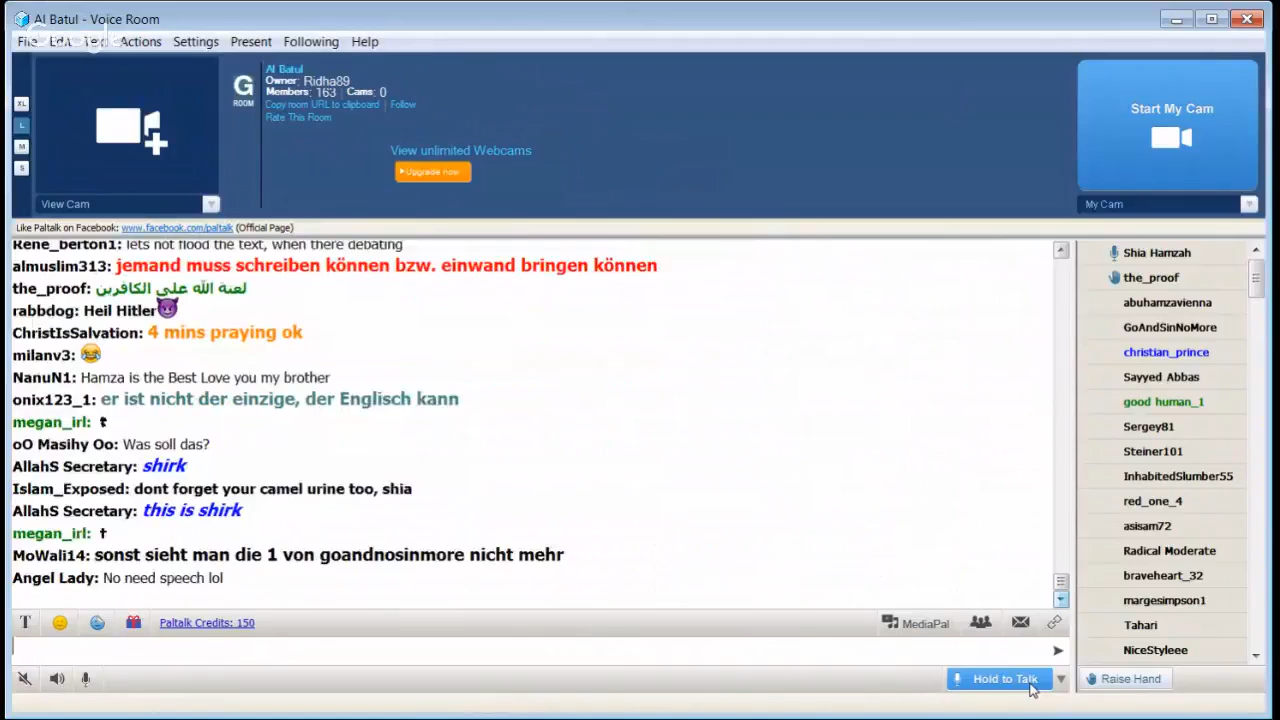 Al Batul - Voice Room
File Edit Text Actions Settings Present Following Help
XL
L
M
S
View Cam
G
ROOM
Al Batul
Owner: Ridha89
Members: 163 Cams: 0
Copy room URL to clipboard | Follow
Rate This Room
View unlimited Webcams
Upgrade now
Start My Cam
My Cam
Like Paltalk on Facebook: www.facebook.com/paltalk (Official Page)
Rene_berton1: lets not flood the text, when there debating
almuslim313: jemand muss schreiben können bzw. einwand bringen können
the_proof: لعنة الله على الكافرين
rabbdog: Heil Hitler
ChristIsSalvation: 4 mins praying ok
milanv3:
NanuN1: Hamza is the Best Love you my brother
onix123_1: er ist nicht der einzige, der Englisch kann
megan_irl: ✝
oO Masihy Oo: Was soll das?
AllahS Secretary: shirk
Islam_Exposed: dont forget your camel urine too, shia
AllahS Secretary: this is shirk
megan_irl: ✝
MoWali14: sonst sieht man die 1 von goandnosinmore nicht mehr
Angel Lady: No need speech lol
Shia Hamzah
the_proof
abuhamzavienna
GoAndSinNoMore
christian_prince
Sayyed Abbas
good human_1
Sergey81
Steiner101
InhabitedSlumber55
red_one_4
asisam72
Radical Moderate
braveheart_32
margesimpson1
Tahari
NiceStyleee
T
Paltalk Credits: 150
MediaPal
Hold to Talk
Raise Hand